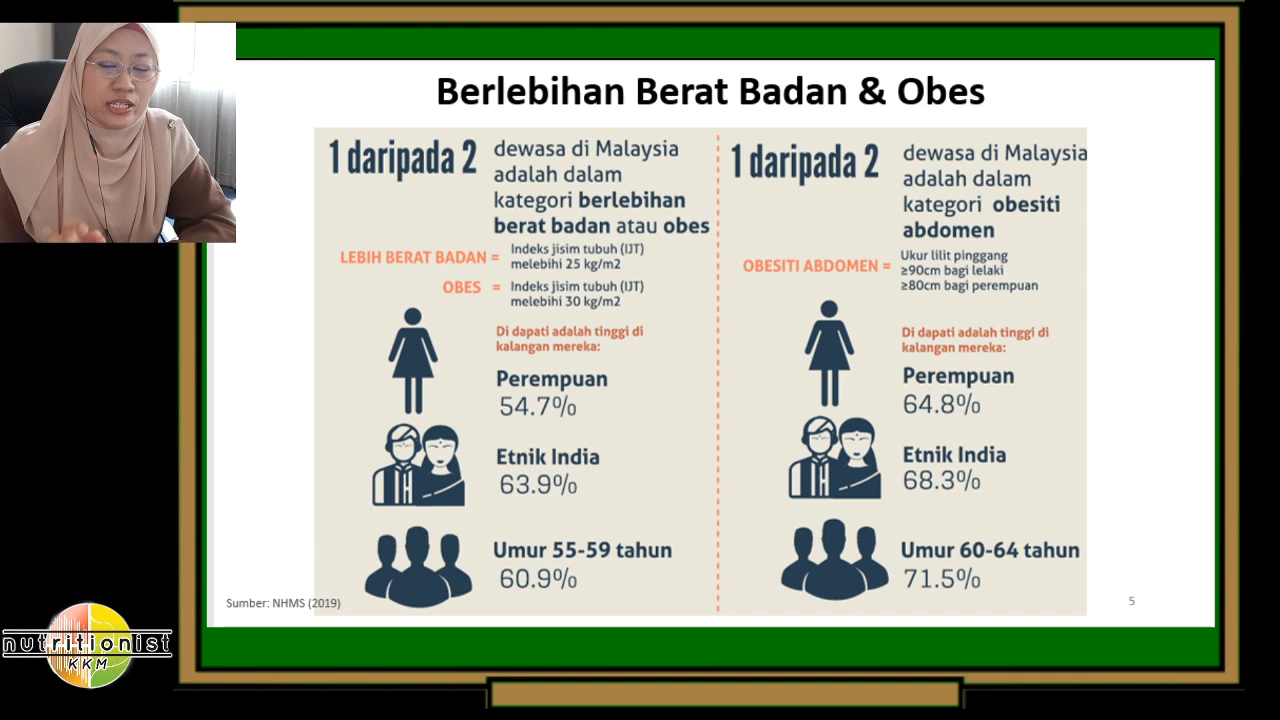 Berlebihan Berat Badan & Obes
1 daripada 2
dewasa di Malaysia
adalah dalam
kategori berlebihan
berat badan atau obes
LEBIH BERAT BADAN =
Indeks jisim tubuh (IJT)
melebihi 25 kg/m2
OBES =
Indeks jisim tubuh (IJT)
melebihi 30 kg/m2
Di dapati adalah tinggi di
kalangan mereka:
Perempuan
54.7%
Etnik India
63.9%
Umur 55-59 tahun
60.9%
1 daripada 2
dewasa di Malaysia
adalah dalam
kategori obesiti
abdomen
OBESITI ABDOMEN =
Ukur lilit pinggang
≥90cm bagi lelaki
≥80cm bagi perempuan
Di dapati adalah tinggi di
kalangan mereka:
Perempuan
64.8%
Etnik India
68.3%
Umur 60-64 tahun
71.5%
Sumber: NHMS (2019)
5
nutritionist
KKM